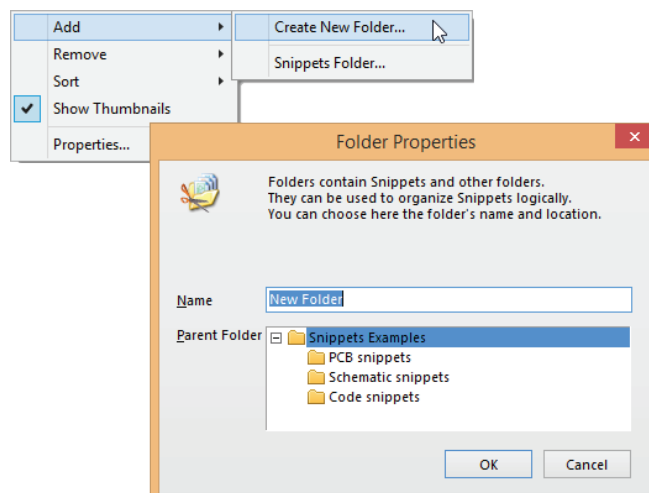 Add
Create New Folder...
Remove
Snippets Folder...
Sort
Show Thumbnails
Properties...
Folder Properties
Folders contain Snippets and other folders.
They can be used to organize Snippets logically.
You can choose here the folder's name and location.
Name
New Folder
Parent Folder
Snippets Examples
PCB snippets
Schematic snippets
Code snippets
OK
Cancel